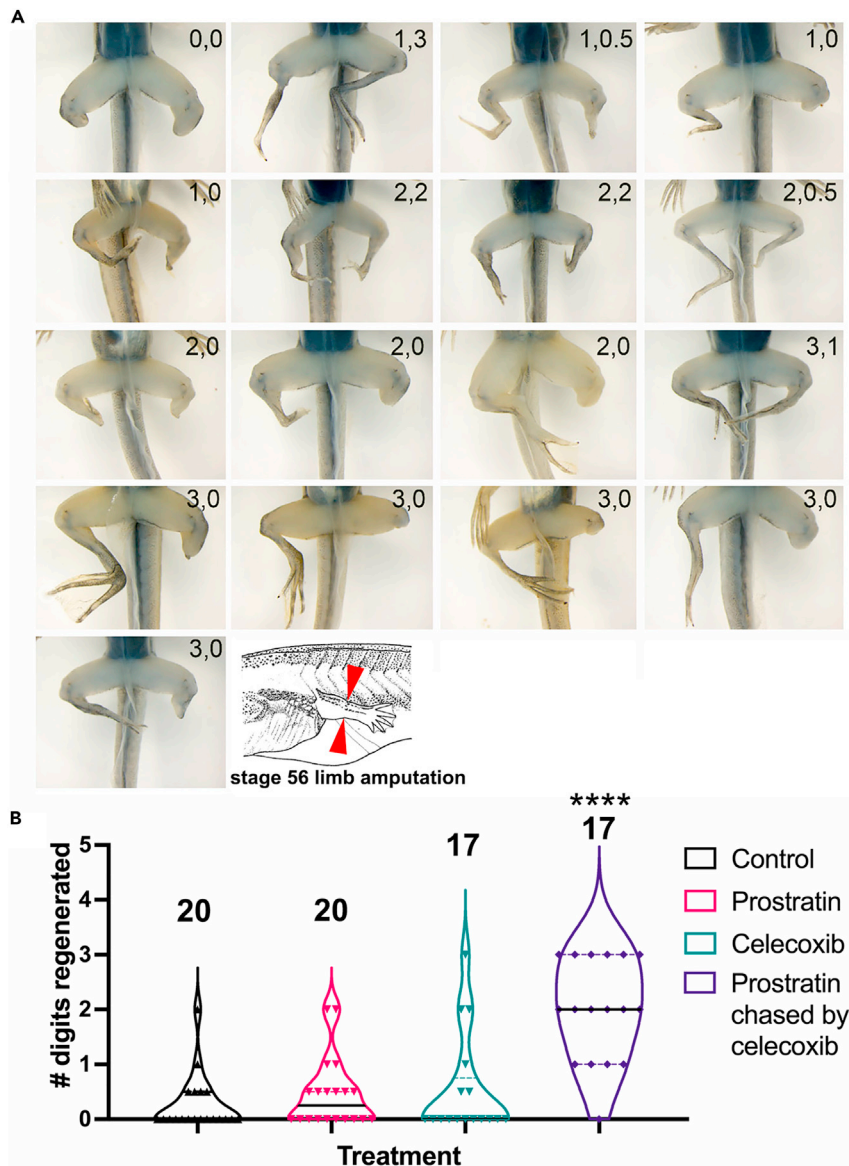 A
0,0
1,3
1,0.5
1,0
1,0
2,2
2,2
2,0.5
2,0
2,0
2,0
3,1
3,0
3,0
3,0
3,0
3,0
stage 56 limb amputation
B
# digits regenerated
5
4
3
2
1
0
20
20
17
****
17
Treatment
Control
Prostratin
Celecoxib
Prostratin
chased by
celecoxib